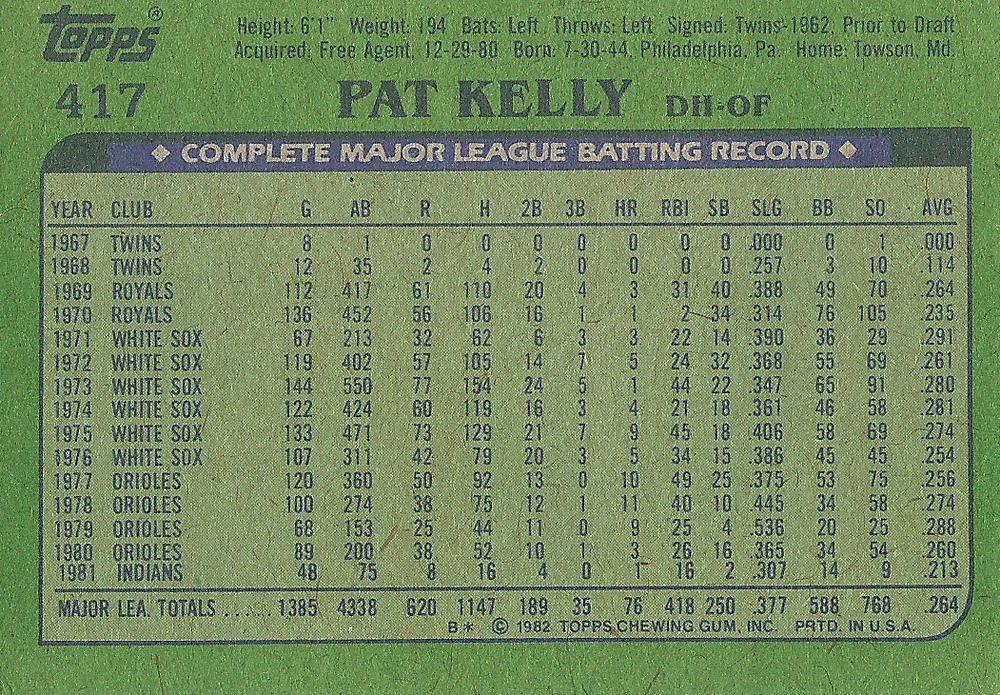 Topps® Height: 6'1" Weight: 194 Bats: Left Throws: Left Signed: Twins-1962, Prior to Draft
Acquired: Free Agent, 12-29-80 Born: 7-30-44, Philadelphia, Pa. Home: Towson, Md.
417 PAT KELLY DH-OF
◆ COMPLETE MAJOR LEAGUE BATTING RECORD ◆
YEAR CLUB G AB R H 2B 3B HR RBI SB SLG BB SO AVG
1967 TWINS 8 1 0 0 0 0 0 0 0 .000 0 1 .000
1968 TWINS 12 35 2 4 2 0 0 0 0 .257 3 10 .114
1969 ROYALS 112 417 61 110 20 4 3 31 40 .388 49 70 .264
1970 ROYALS 136 452 56 106 16 1 1 2 34 .314 76 105 .235
1971 WHITE SOX 67 213 32 62 6 3 3 22 14 .390 36 29 .291
1972 WHITE SOX 119 402 57 105 14 7 5 24 32 .368 55 69 .261
1973 WHITE SOX 144 550 77 154 24 5 1 44 22 .347 65 91 .280
1974 WHITE SOX 122 424 60 119 16 3 4 21 18 .361 46 58 .281
1975 WHITE SOX 133 471 73 129 21 7 9 45 18 .406 58 69 .274
1976 WHITE SOX 107 311 42 79 20 3 5 34 15 .386 45 45 .254
1977 ORIOLES 120 360 50 92 13 0 10 49 25 .375 53 75 .256
1978 ORIOLES 100 274 38 75 12 1 11 40 10 .445 34 58 .274
1979 ORIOLES 68 153 25 44 11 0 9 25 4 .536 20 25 .288
1980 ORIOLES 89 200 38 52 10 1 3 26 16 .365 34 54 .260
1981 INDIANS 48 75 8 16 4 0 1 16 2 .307 14 9 .213
MAJOR LEA. TOTALS ...... 1385 4338 620 1147 189 35 76 418 250 .377 588 768 .264
B* © 1982 TOPPS CHEWING GUM, INC. PRTD. IN U.S.A.